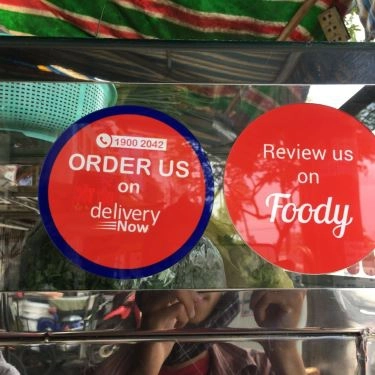 1900 2042
ORDER US
on
delivery
Now
Review us
on
Foody